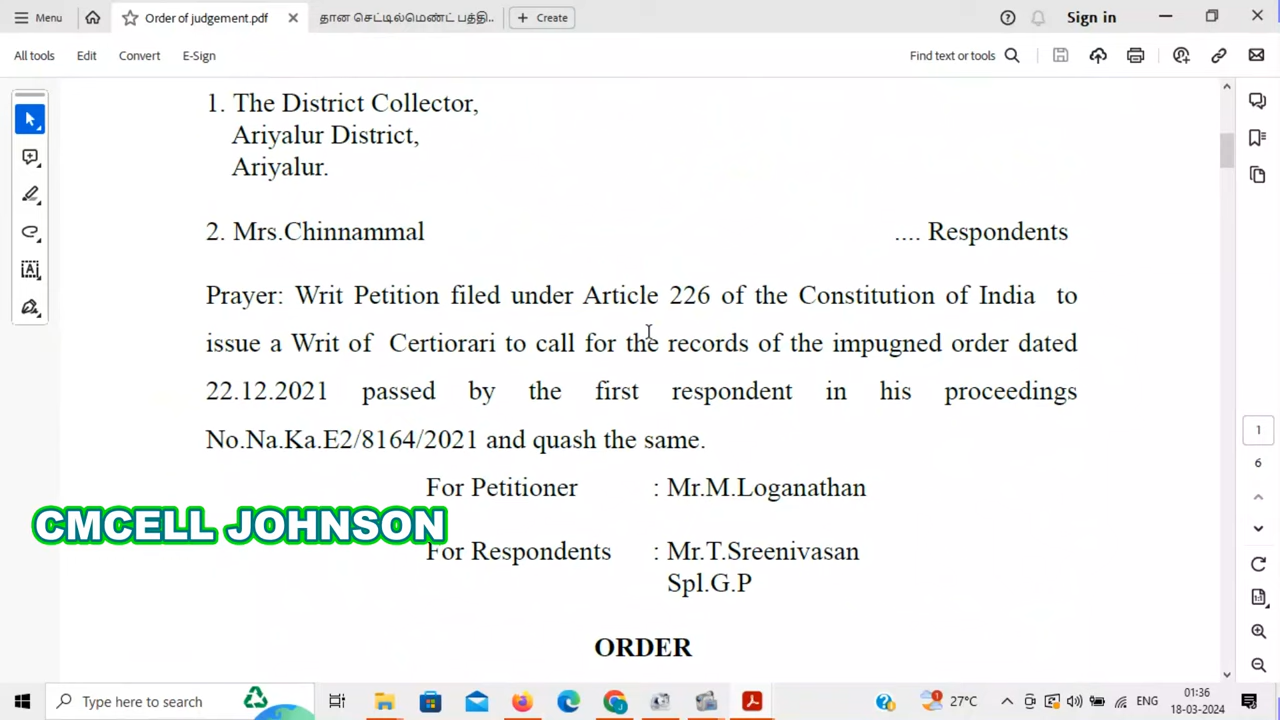 Menu
Order of judgement.pdf
தான செட்டில்மெண்ட் பத்தி..
Create
Sign in
All tools
Edit
Convert
E-Sign
Find text or tools
1. The District Collector,
Ariyalur District,
Ariyalur.
2. Mrs.Chinnammal .... Respondents
Prayer: Writ Petition filed under Article 226 of the Constitution of India to
issue a Writ of Certiorari to call for the records of the impugned order dated
22.12.2021 passed by the first respondent in his proceedings
No.Na.Ka.E2/8164/2021 and quash the same.
For Petitioner : Mr.M.Loganathan
CMCELL JOHNSON
For Respondents : Mr.T.Sreenivasan
Spl.G.P
ORDER
1
6
Type here to search
27°C
ENG
01:36
18-03-2024